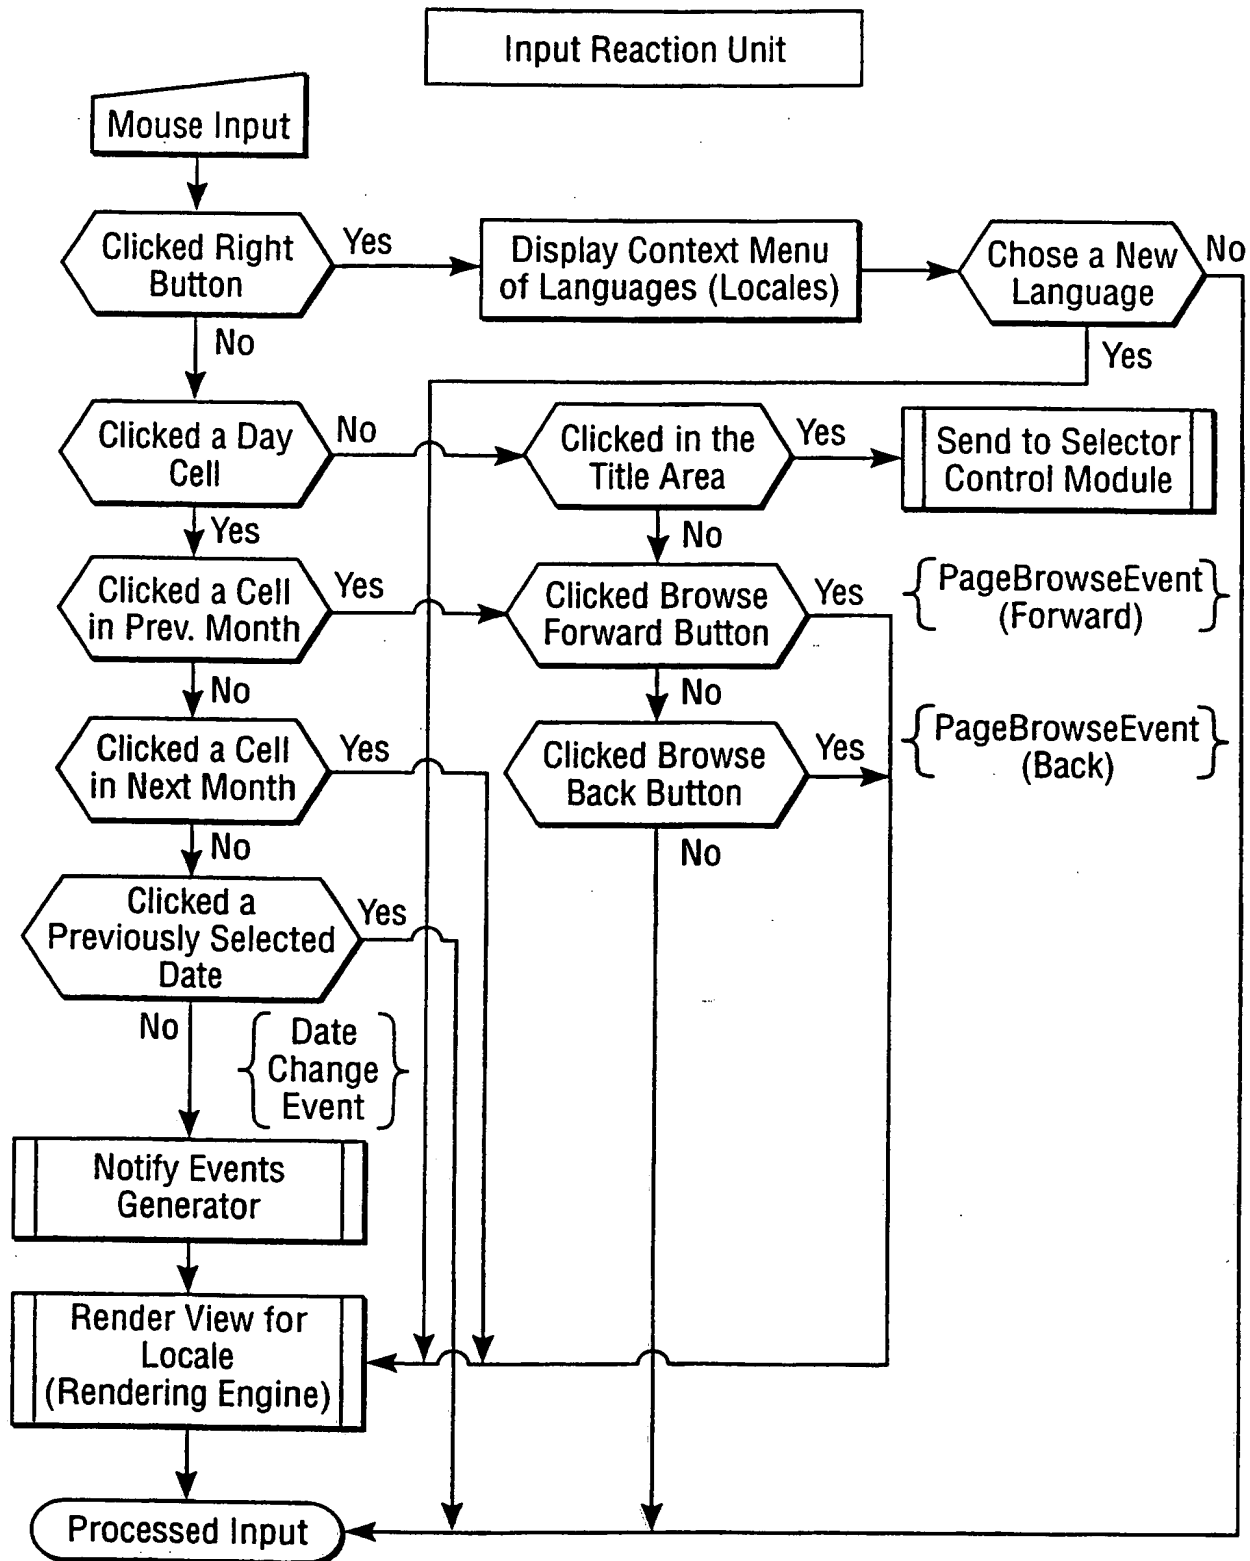 Input Reaction Unit
Mouse Input
Clicked Right
Button
Yes
Display Context Menu
of Languages (Locales)
Chose a New
Language
No
No
Yes
Clicked a Day
Cell
No
Clicked in the
Title Area
Yes
Send to Selector
Control Module
Yes
No
Clicked a Cell
in Prev. Month
Yes
Clicked Browse
Forward Button
Yes
PageBrowseEvent
(Forward)
No
No
Clicked a Cell
in Next Month
Yes
Clicked Browse
Back Button
Yes
PageBrowseEvent
(Back)
No
No
Clicked a
Previously Selected
Date
Yes
No
Date
Change
Event
Notify Events
Generator
Render View for
Locale
(Rendering Engine)
Processed Input